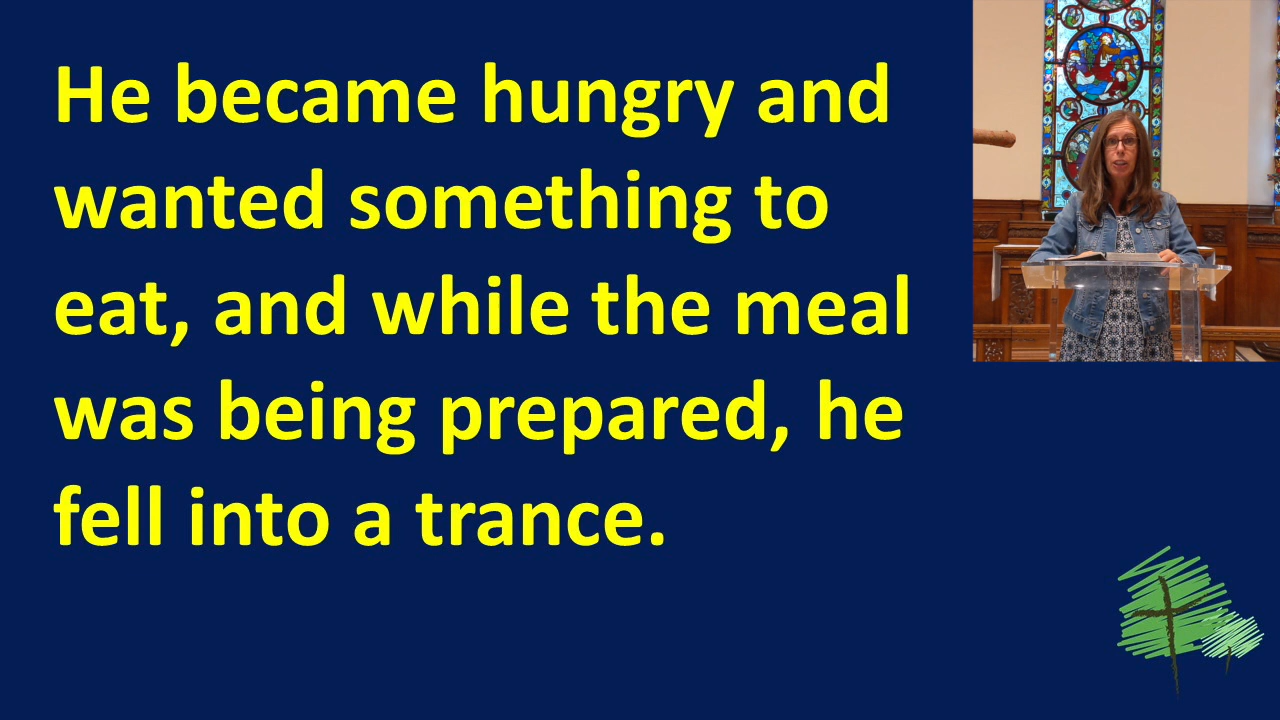 He became hungry and
wanted something to
eat, and while the meal
was being prepared, he
fell into a trance.